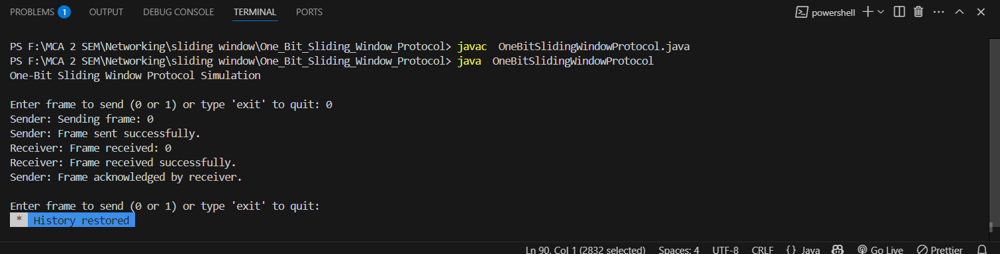 PROBLEMS 1 OUTPUT DEBUG CONSOLE TERMINAL PORTS powershell
PS F:\MCA 2 SEM\Networking\sliding window\One_Bit_Sliding_Window_Protocol> javac  OneBitSlidingWindowProtocol.java
PS F:\MCA 2 SEM\Networking\sliding window\One_Bit_Sliding_Window_Protocol> java  OneBitSlidingWindowProtocol
One-Bit Sliding Window Protocol Simulation
Enter frame to send (0 or 1) or type 'exit' to quit: 0
Sender: Sending frame: 0
Sender: Frame sent successfully.
Receiver: Frame received: 0
Receiver: Frame received successfully.
Sender: Frame acknowledged by receiver.
Enter frame to send (0 or 1) or type 'exit' to quit:
* History restored
Ln 90, Col 1 (2832 selected) Spaces: 4 UTF-8 CRLF {} Java Go Live Prettier